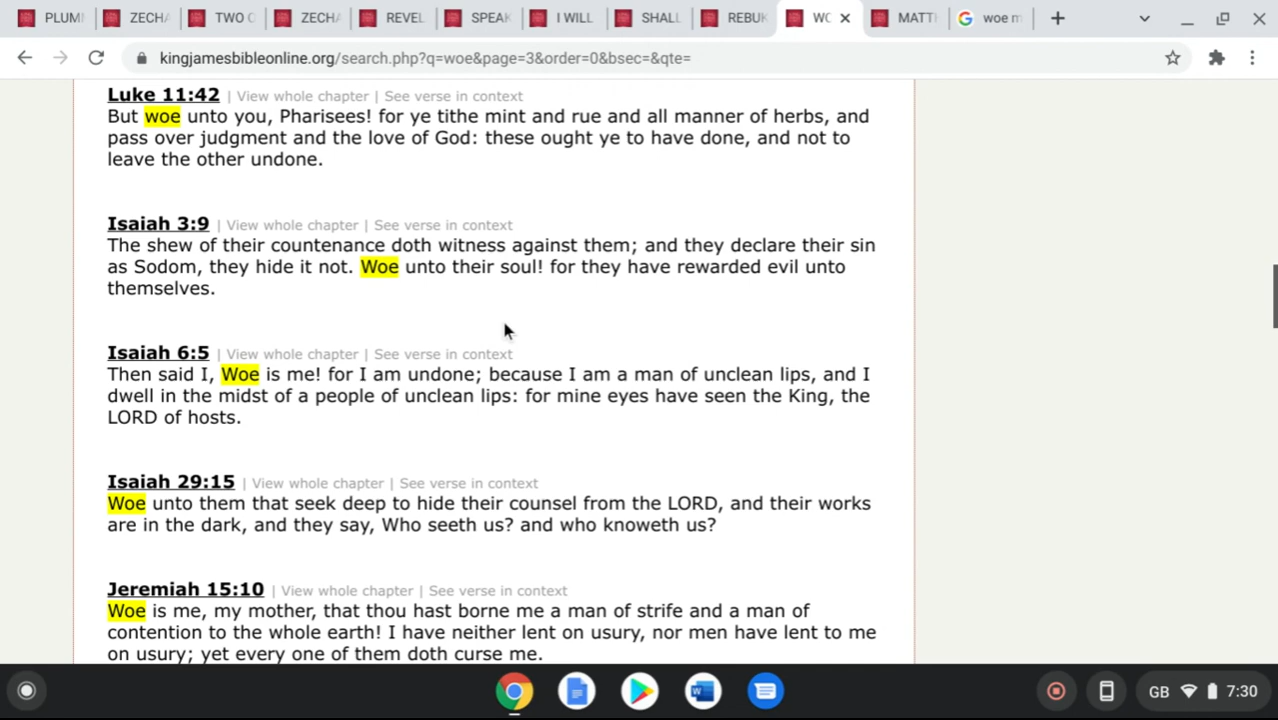 PLUM
ZECHA
TWO
ZECHA
REVEL
SPEAK
I WILL
SHALL
REBUK
MATT
woe m
kingjamesbibleonline.org/search.php?q=woe&page=3&order=0&bsec=&qte=
Luke 11:42 | View whole chapter | See verse in context
But woe unto you, Pharisees! for ye tithe mint and rue and all manner of herbs, and
pass over judgment and the love of God: these ought ye to have done, and not to
leave the other undone.
Isaiah 3:9 | View whole chapter | See verse in context
The shew of their countenance doth witness against them; and they declare their sin
as Sodom, they hide it not. Woe unto their soul! for they have rewarded evil unto
themselves.
Isaiah 6:5 | View whole chapter | See verse in context
Then said I, Woe is me! for I am undone; because I am a man of unclean lips, and I
dwell in the midst of a people of unclean lips: for mine eyes have seen the King, the
LORD of hosts.
Isaiah 29:15 | View whole chapter | See verse in context
Woe unto them that seek deep to hide their counsel from the LORD, and their works
are in the dark, and they say, Who seeth us? and who knoweth us?
Jeremiah 15:10 | View whole chapter | See verse in context
Woe is me, my mother, that thou hast borne me a man of strife and a man of
contention to the whole earth! I have neither lent on usury, nor men have lent to me
on usury; yet every one of them doth curse me.
GB 7:30